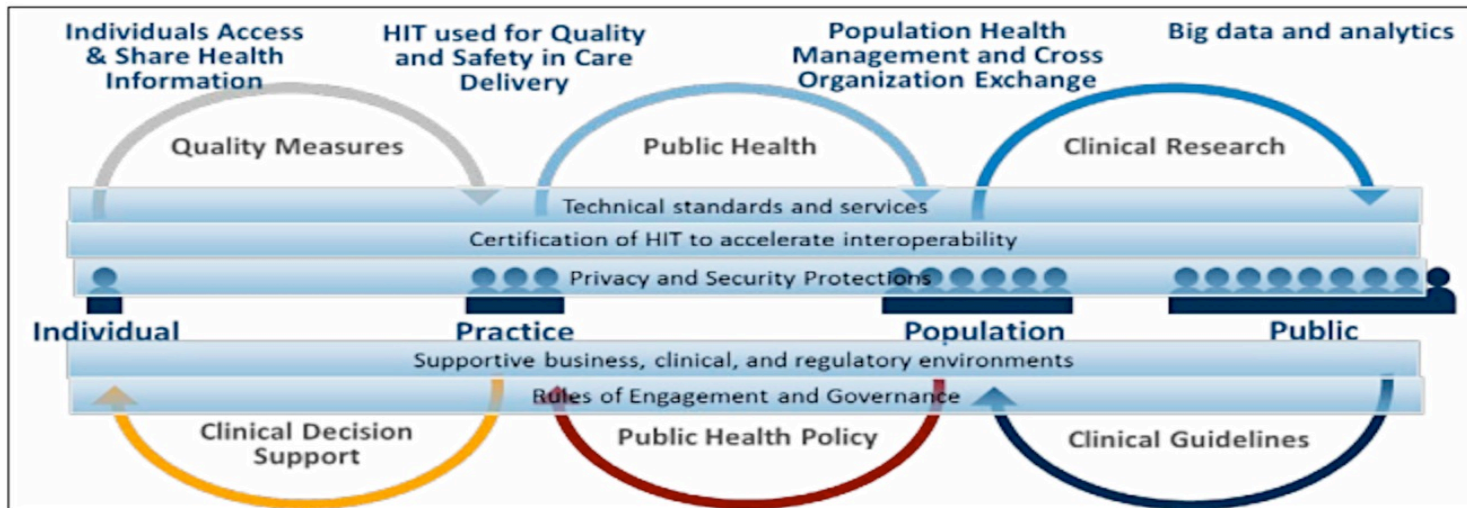 Individuals Access
& Share Health
Information
HIT used for Quality
and Safety in Care
Delivery
Population Health
Management and Cross
Organization Exchange
Big data and analytics
Quality Measures
Public Health
Clinical Research
Technical standards and services
Certification of HIT to accelerate interoperability
Privacy and Security Protections
Individual
Practice
Population
Public
Supportive business, clinical, and regulatory environments
Rules of Engagement and Governance
Clinical Decision
Support
Public Health Policy
Clinical Guidelines